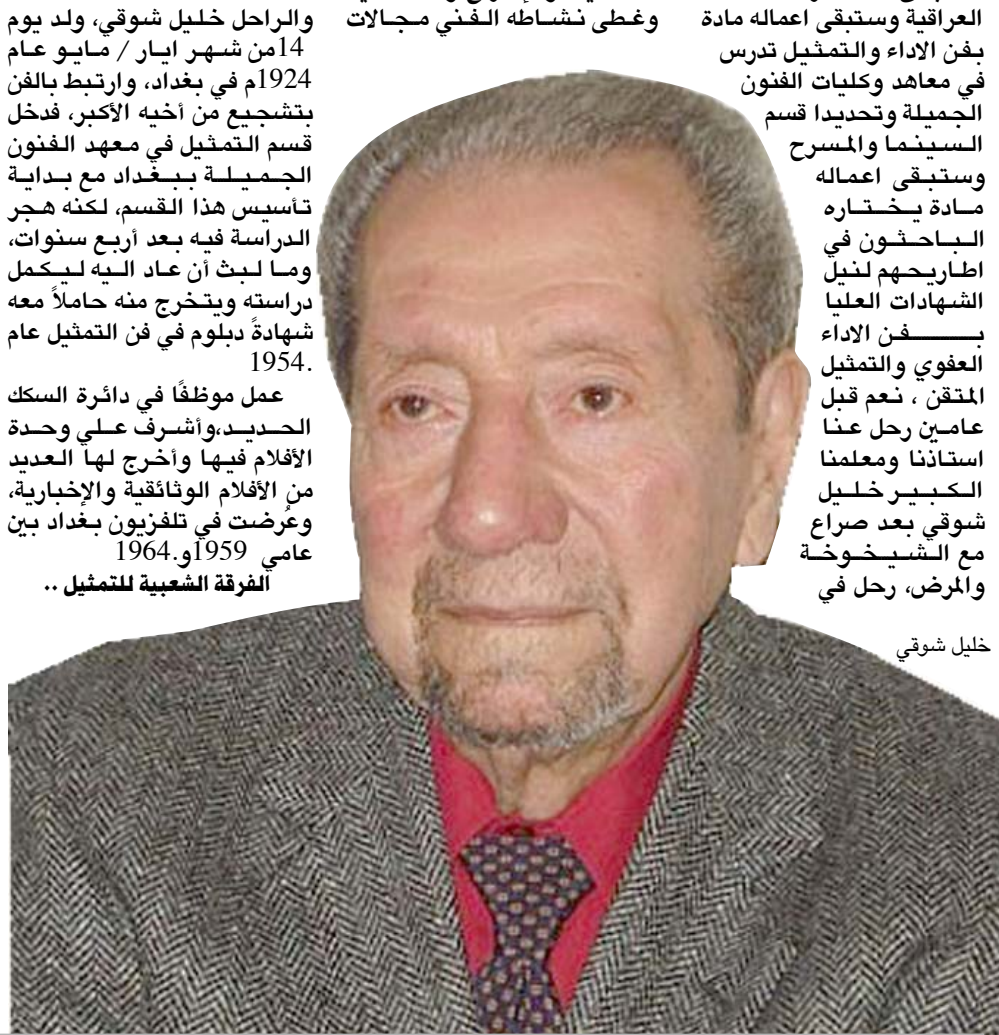 العراقية وستبقى اعماله مادة
بفن الاداء والتمثيل تدرس
في معاهد وكليات الفنون
الجميلة وتحديدا قسم
السينما والمسرح
وستبقى اعماله
مادة يختاره
الباحثون في
اطاريحهم لنيل
الشهادات العليا
بفن الاداء
العفوي والتمثيل
المتقن ، نعم قبل
عامين رحل عنا
استاذنا ومعلمنا
الكبير خليل
شوقي بعد صراع
مع الشيخوخة
والمرض، رحل في
خليل شوقي
وغطى نشاطه الفني مجالات
والراحل خليل شوقي، ولد يوم
14من شهر ايار / مايو عام
1924م في بغداد، وارتبط بالفن
بتشجيع من أخيه الأكبر، فدخل
قسم التمثيل في معهد الفنون
الجميلة ببغداد مع بداية
تأسيس هذا القسم، لكنه هجر
الدراسة فيه بعد أربع سنوات،
وما لبث أن عاد اليه ليكمل
دراسته ويتخرج منه حاملاً معه
شهادةً دبلوم في فن التمثيل عام
1954.
عمل موظفًا في دائرة السكك
الحديد،وأشرف على وحدة
الأفلام فيها وأخرج لها العديد
من الأفلام الوثائقية والإخبارية،
وعُرضت في تلفزيون بغداد بين
عامي 1959و.1964
الفرقة الشعبية للتمثيل ..